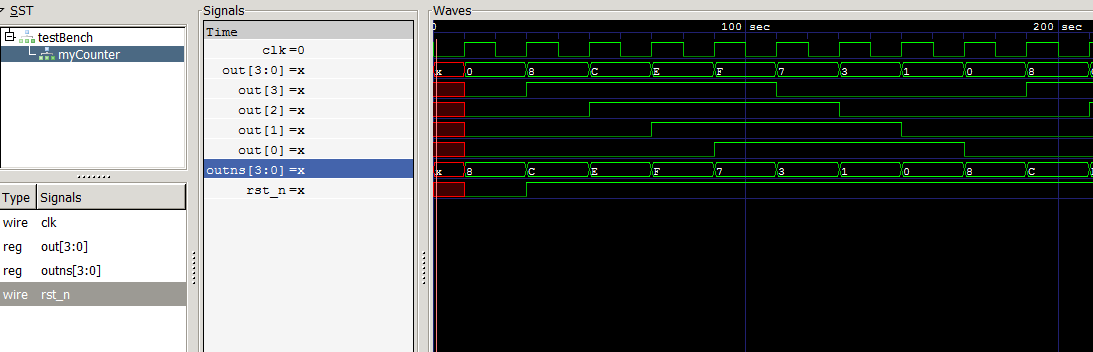 SST
testBench
myCounter
Type Signals
wire clk
reg out[3:0]
reg outns[3:0]
wire rst_n
Signals
Time
clk=0
out[3:0]=x
out[3]=x
out[2]=x
out[1]=x
out[0]=x
outns[3:0]=x
rst_n=x
Waves
0 100 sec 200 sec
x 0 8 C E F 7 3 1 0 8
x 8 C E F 7 3 1 0 8 C